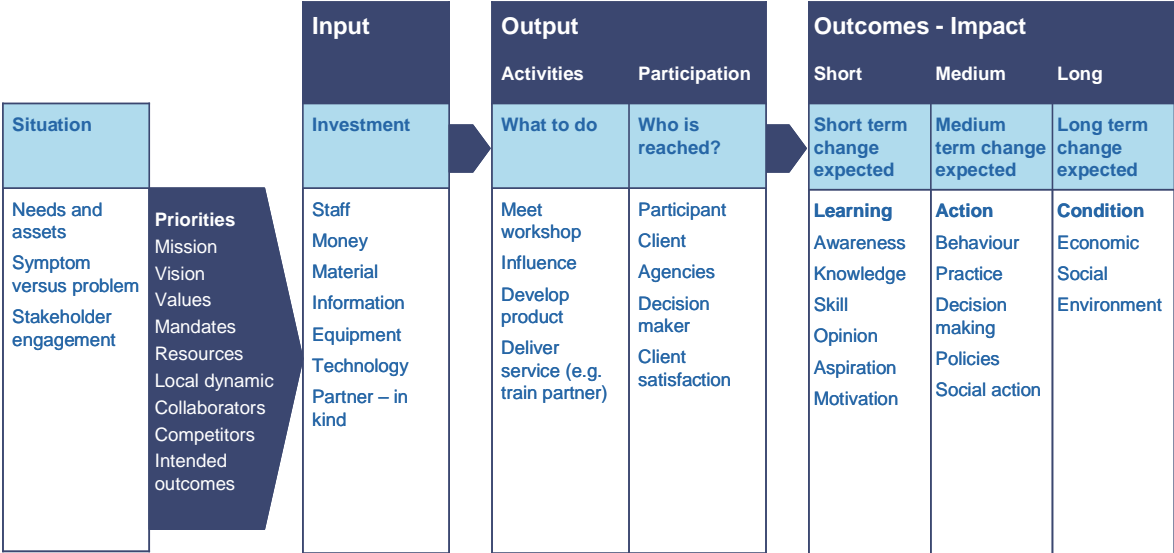 Input
Output
Outcomes - Impact
Activities
Participation
Short
Medium
Long
Situation
Investment
What to do
Who is
reached?
Short term
change
expected
Medium
term change
expected
Long term
change
expected
Needs and
assets
Symptom
versus problem
Stakeholder
engagement
Priorities
Mission
Vision
Values
Mandates
Resources
Local dynamic
Collaborators
Competitors
Intended
outcomes
Staff
Money
Material
Information
Equipment
Technology
Partner – in
kind
Meet
workshop
Influence
Develop
product
Deliver
service (e.g.
train partner)
Participant
Client
Agencies
Decision
maker
Client
satisfaction
Learning
Awareness
Knowledge
Skill
Opinion
Aspiration
Motivation
Action
Behaviour
Practice
Decision
making
Policies
Social action
Condition
Economic
Social
Environment